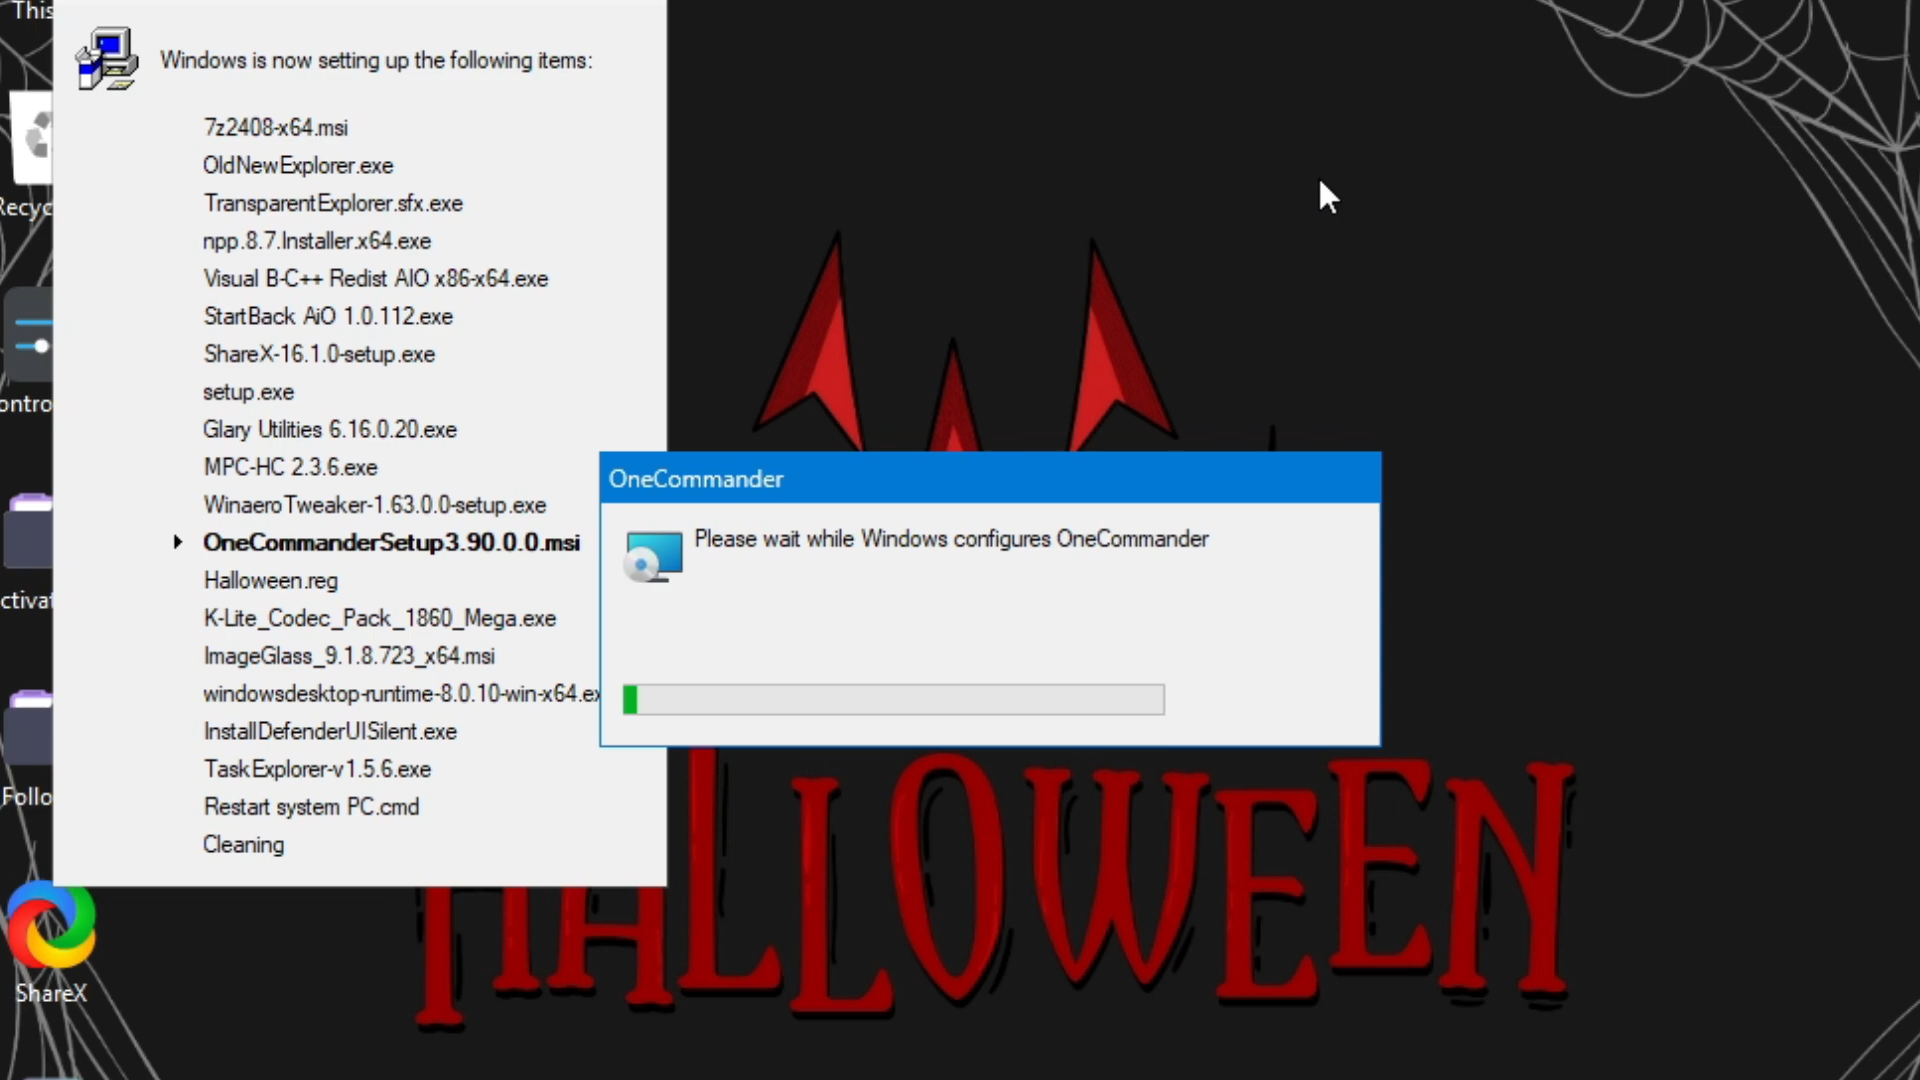 This
Windows is now setting up the following items:
7z2408-x64.msi
OldNewExplorer.exe
TransparentExplorer.sfx.exe
npp.8.7.Installer.x64.exe
Visual B-C++ Redist AIO x86-x64.exe
StartBack AiO 1.0.112.exe
ShareX-16.1.0-setup.exe
setup.exe
Glary Utilities 6.16.0.20.exe
MPC-HC 2.3.6.exe
WinaeroTweaker-1.63.0.0-setup.exe
OneCommanderSetup3.90.0.0.msi
Halloween.reg
K-Lite_Codec_Pack_1860_Mega.exe
ImageGlass_9.1.8.723_x64.msi
windowsdesktop-runtime-8.0.10-win-x64.ex
InstallDefenderUISilent.exe
TaskExplorer-v1.5.6.exe
Restart system PC.cmd
Cleaning
OneCommander
Please wait while Windows configures OneCommander
Recyc
ontro
ctivat
Follo
ShareX
HALLOWEEN